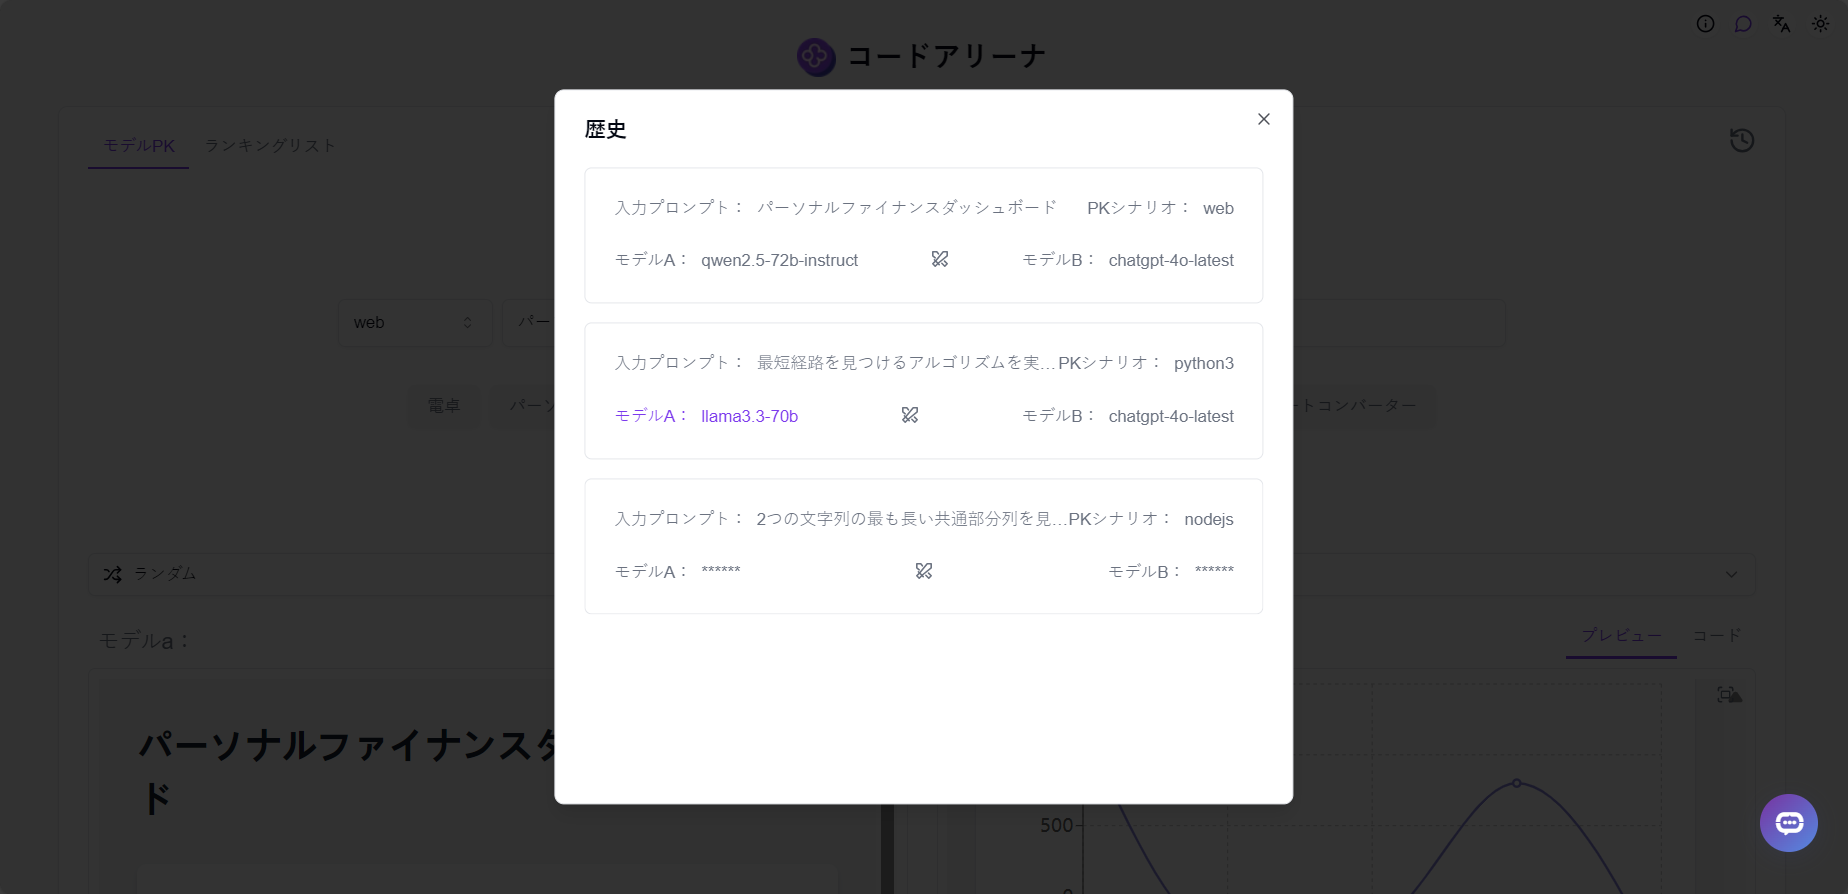 コードアリーナ
モデルPK ランキングリスト
歴史
入力プロンプト： パーソナルファイナンスダッシュボード PKシナリオ： web
モデルA： qwen2.5-72b-instruct モデルB： chatgpt-4o-latest
web パー
入力プロンプト： 最短経路を見つけるアルゴリズムを実... PKシナリオ： python3
電卓 パーソ ートコンバーター
モデルA： llama3.3-70b モデルB： chatgpt-4o-latest
入力プロンプト： 2つの文字列の最も長い共通部分列を見... PKシナリオ： nodejs
モデルA： ****** モデルB： ******
ランダム
モデルa：
プレビュー コード
パーソナルファイナンスダ
ド
500
0